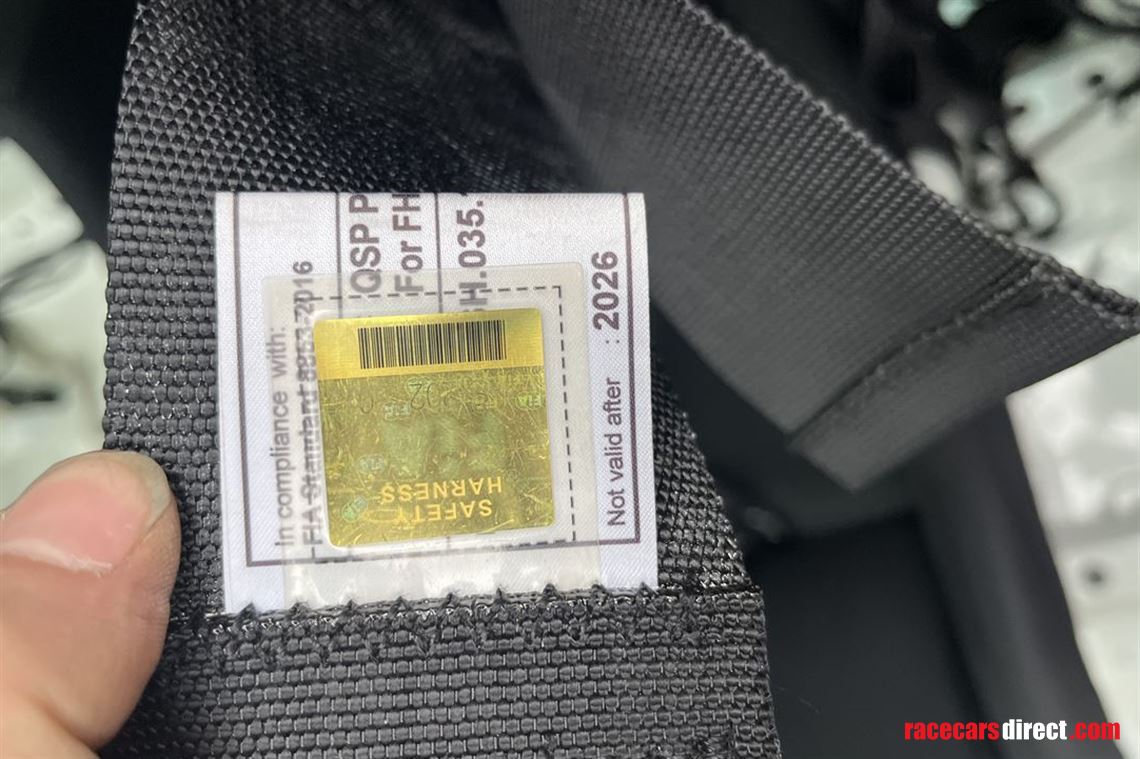 In compliance with:
FIA Standard 8853-2016
QSP P
For FH
SH.035.
Not valid after : 2026
SAFETY
HARNESS
racecarsdirect.com